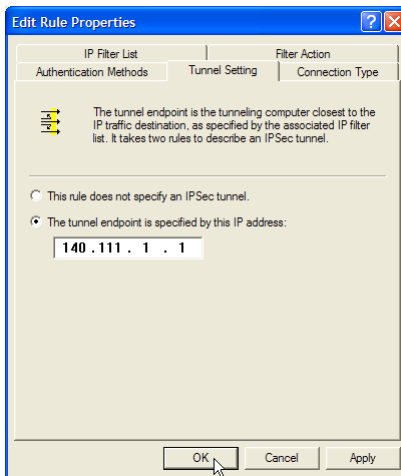 Edit Rule Properties
IP Filter List
Filter Action
Authentication Methods
Tunnel Setting
Connection Type
The tunnel endpoint is the tunneling computer closest to the
IP traffic destination, as specified by the associated IP filter
list. It takes two rules to describe an IPSec tunnel.
This rule does not specify an IPSec tunnel.
The tunnel endpoint is specified by this IP address:
140 . 111 . 1 . 1
OK
Cancel
Apply